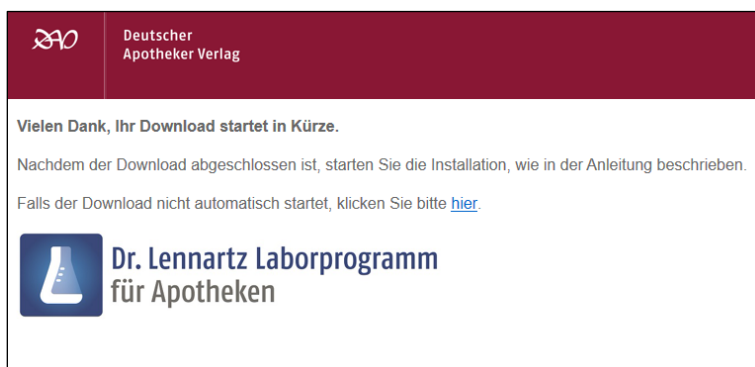 DAV
Deutscher
Apotheker Verlag
Vielen Dank, Ihr Download startet in Kürze.
Nachdem der Download abgeschlossen ist, starten Sie die Installation, wie in der Anleitung beschrieben.
Falls der Download nicht automatisch startet, klicken Sie bitte hier.
Dr. Lennartz Laborprogramm
für Apotheken